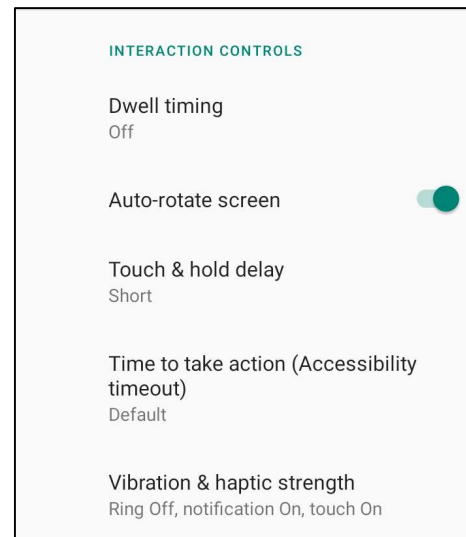 INTERACTION CONTROLS
Dwell timing
Off
Auto-rotate screen
Touch & hold delay
Short
Time to take action (Accessibility
timeout)
Default
Vibration & haptic strength
Ring Off, notification On, touch On